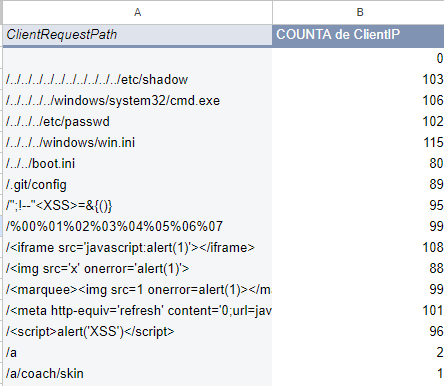 A B
ClientRequestPath COUNTA de ClientIP
0
/../../../../../../../../../../../etc/shadow 103
/../../../../../windows/system32/cmd.exe 106
/../../../../etc/passwd 102
/../../../../windows/win.ini 115
/../../boot.ini 80
/.git/config 89
/";!--"<XSS>=&{()} 95
/%00%01%02%03%04%05%06%07 99
/<iframe src='javascript:alert(1)'></iframe> 108
/<img src='x' onerror='alert(1)'> 88
/<marquee><img src=1 onerror=alert(1)></ma 99
/<meta http-equiv='refresh' content='0;url=jav 101
/<script>alert('XSS')</script> 96
/a 2
/a/coach/skin 1